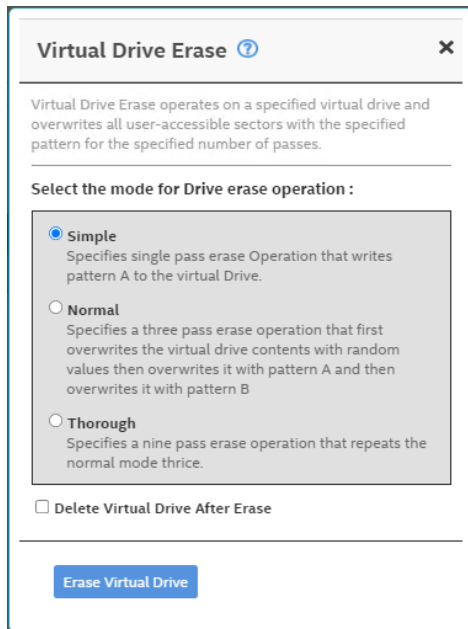 Virtual Drive Erase ? ×
Virtual Drive Erase operates on a specified virtual drive and
overwrites all user-accessible sectors with the specified
pattern for the specified number of passes.
Select the mode for Drive erase operation :
Simple
Specifies single pass erase Operation that writes
pattern A to the virtual Drive.
Normal
Specifies a three pass erase operation that first
overwrites the virtual drive contents with random
values then overwrites it with pattern A and then
overwrites it with pattern B
Thorough
Specifies a nine pass erase operation that repeats the
normal mode thrice.
Delete Virtual Drive After Erase
Erase Virtual Drive